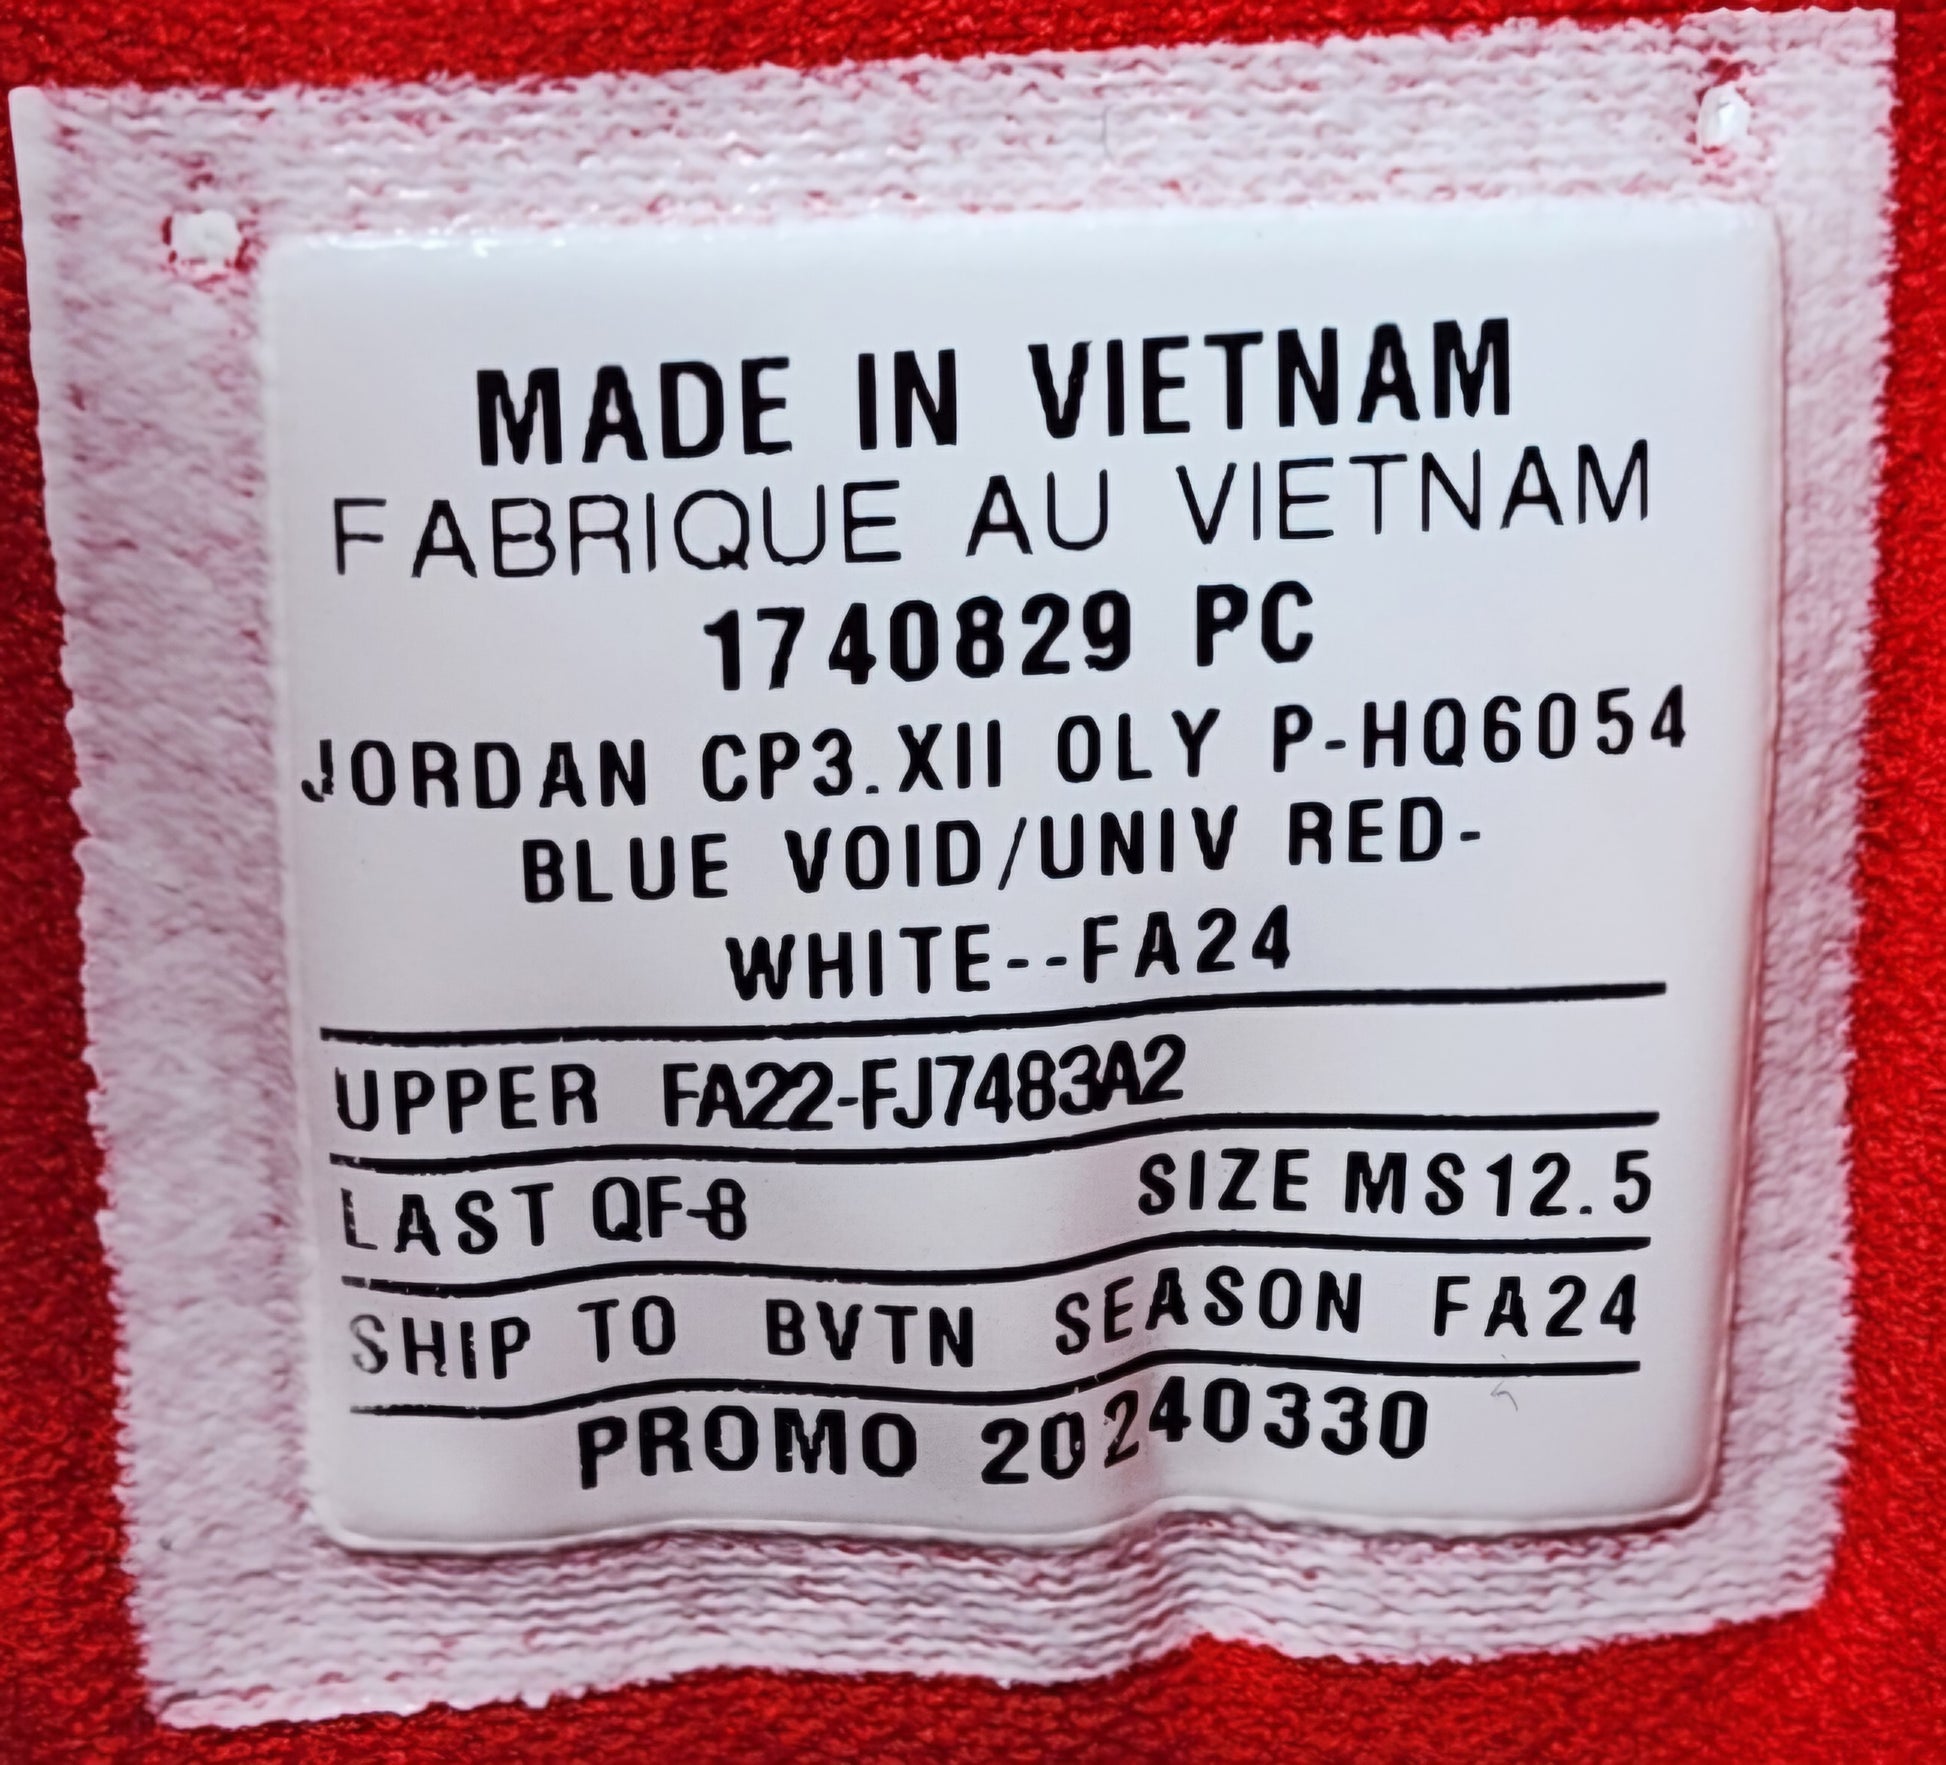 MADE IN VIETNAM
FABRIQUE AU VIETNAM
1740829 PC
JORDAN CP3.XII OLY P-HQ6054
BLUE VOID/UNIV RED-
WHITE--FA24
UPPER FA22-FJ7483A2
LAST QF-8 SIZE MS12.5
SHIP TO BVTN SEASON FA24
PROMO 20240330